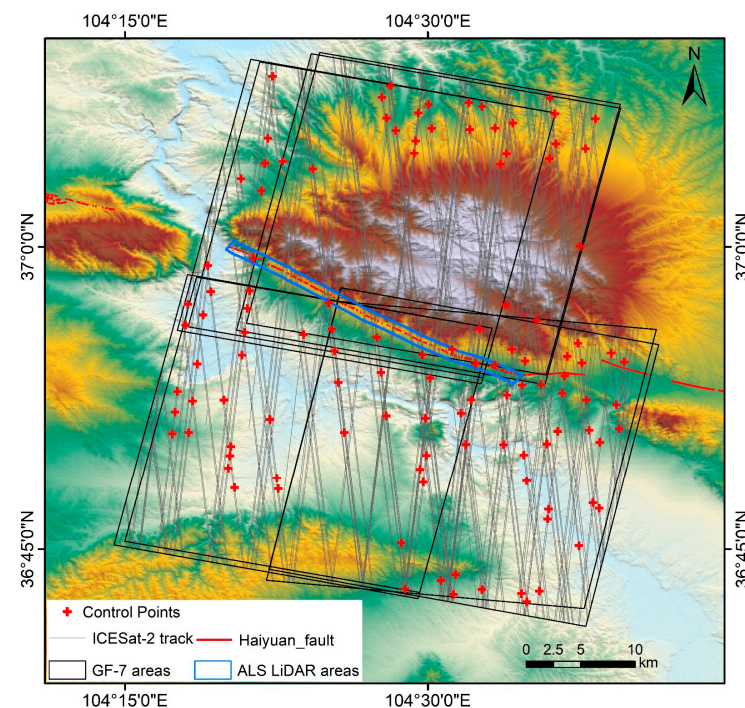 104°15'0"E 104°30'0"E
N
37°0'0"N 37°0'0"N
36°45'0"N 36°45'0"N
Control Points
ICESat-2 track Haiyuan_fault
GF-7 areas ALS LiDAR areas
0 2.5 5 10
km
104°15'0"E 104°30'0"E